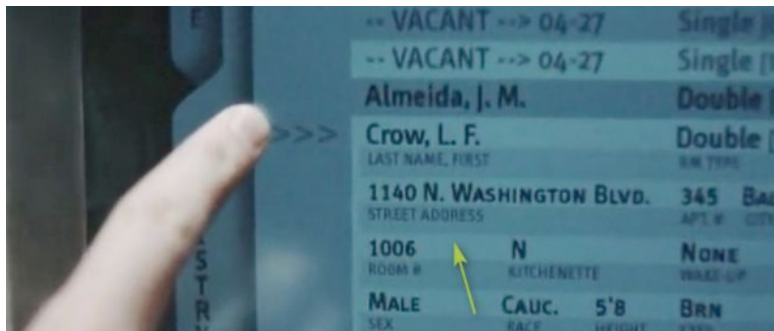 -- VACANT --> 04-27 Single
-- VACANT --> 04-27 Single
Almeida, J. M. Double
>>> Crow, L. F. Double
LAST NAME, FIRST RM TYPE
1140 N. WASHINGTON BLVD. 345
STREET ADDRESS APT. #
1006 N NONE
ROOM # KITCHENETTE WAKE-UP
MALE CAUC. 5'8 BRN
SEX RACE HEIGHT